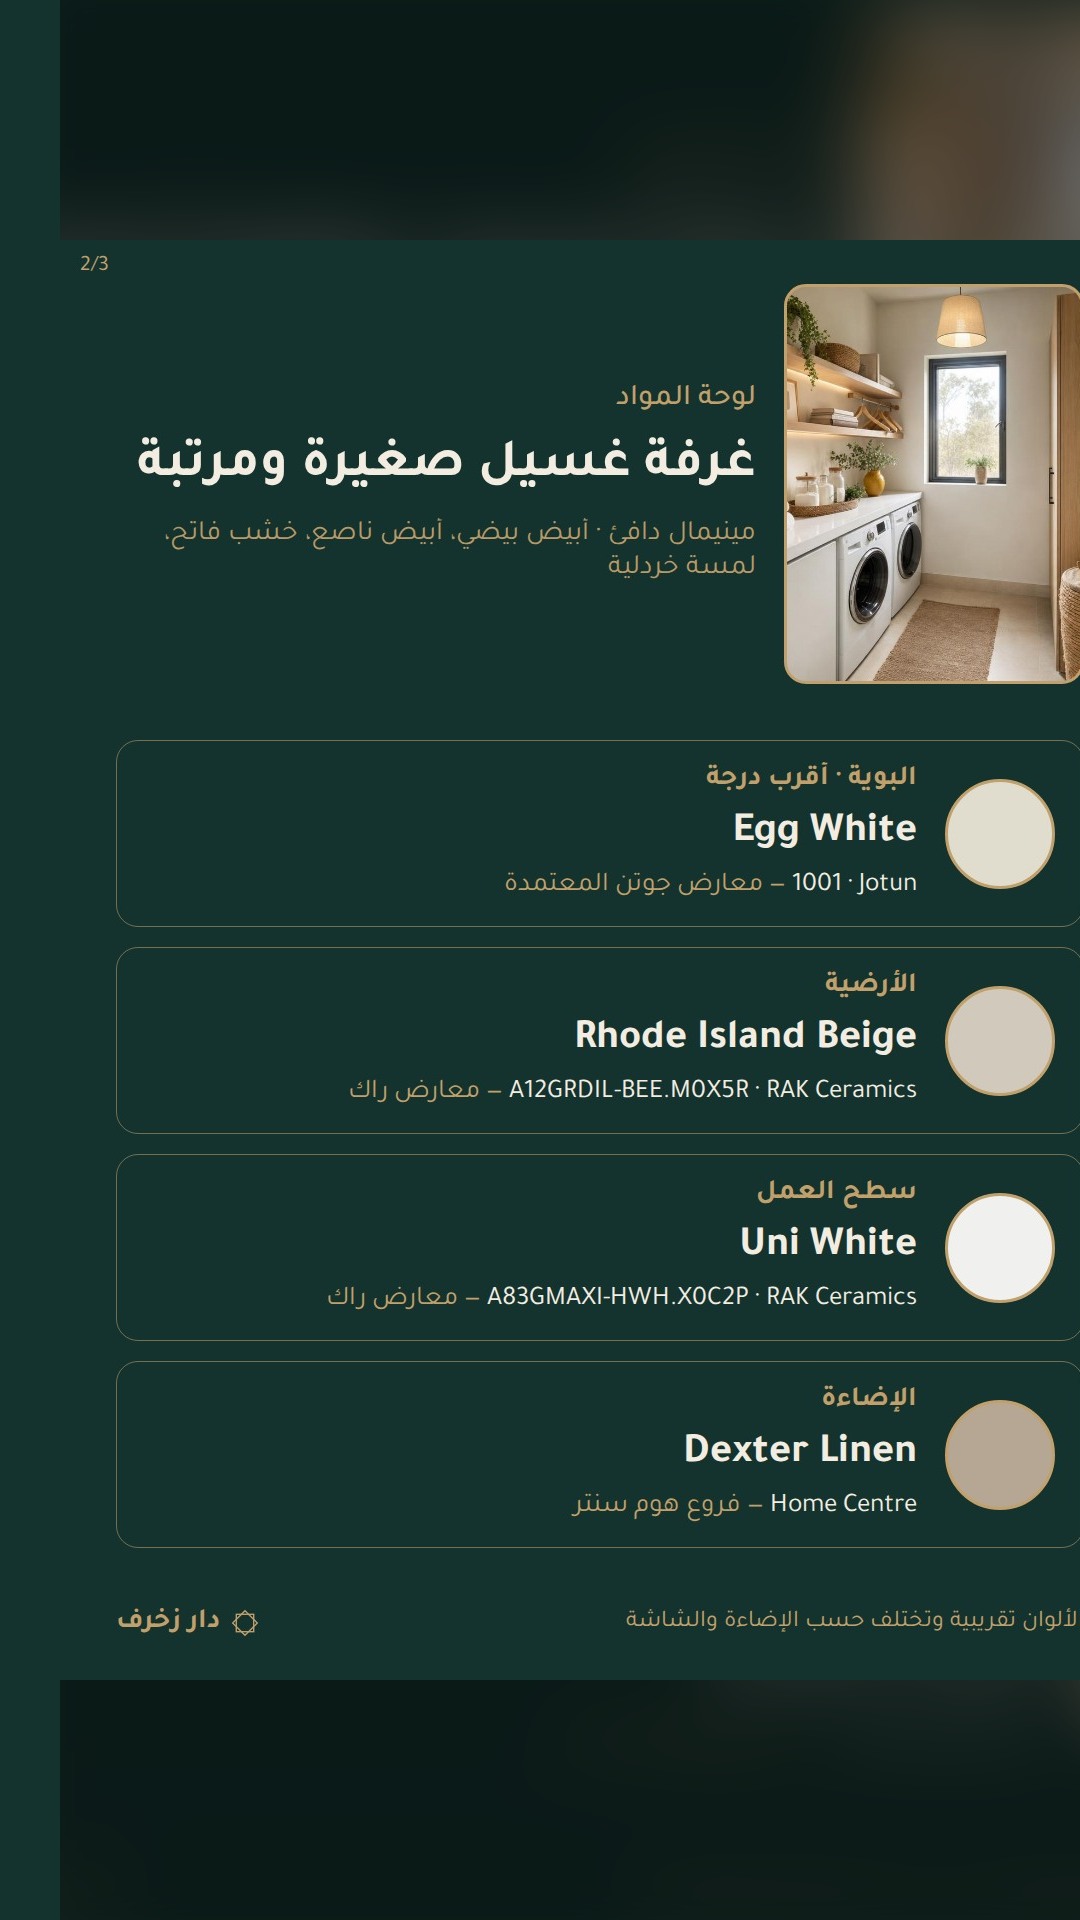 2/3
لوحة المواد
غرفة غسيل صغيرة ومرتبة
مينيمال دافئ · أبيض بيضي، أبيض ناصع، خشب فاتح،
لمسة خردلية
البوية · أقرب درجة
Egg White
1001 · Jotun – معارض جوتن المعتمدة
الأرضية
Rhode Island Beige
A12GRDIL-BEE.M0X5R · RAK Ceramics – معارض راك
سطح العمل
Uni White
A83GMAXI-HWH.X0C2P · RAK Ceramics – معارض راك
الإضاءة
Dexter Linen
Home Centre – فروع هوم سنتر
لألوان تقريبية وتختلف حسب الإضاءة والشاشة
دار زخرف